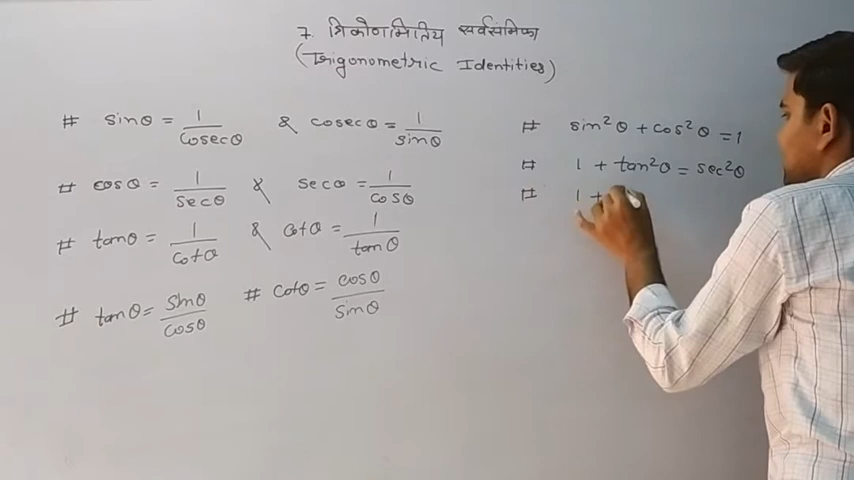 7. त्रिकोणमितिय सर्वसमिका
(Trigonometric Identities)
# sinθ = 1/cosecθ & cosecθ = 1/sinθ
# cosθ = 1/secθ & secθ = 1/cosθ
# tanθ = 1/cotθ & cotθ = 1/tanθ
# tanθ = sinθ/cosθ # cotθ = cosθ/sinθ
# sin²θ + cos²θ = 1
# 1 + tan²θ = sec²θ
# 1 +